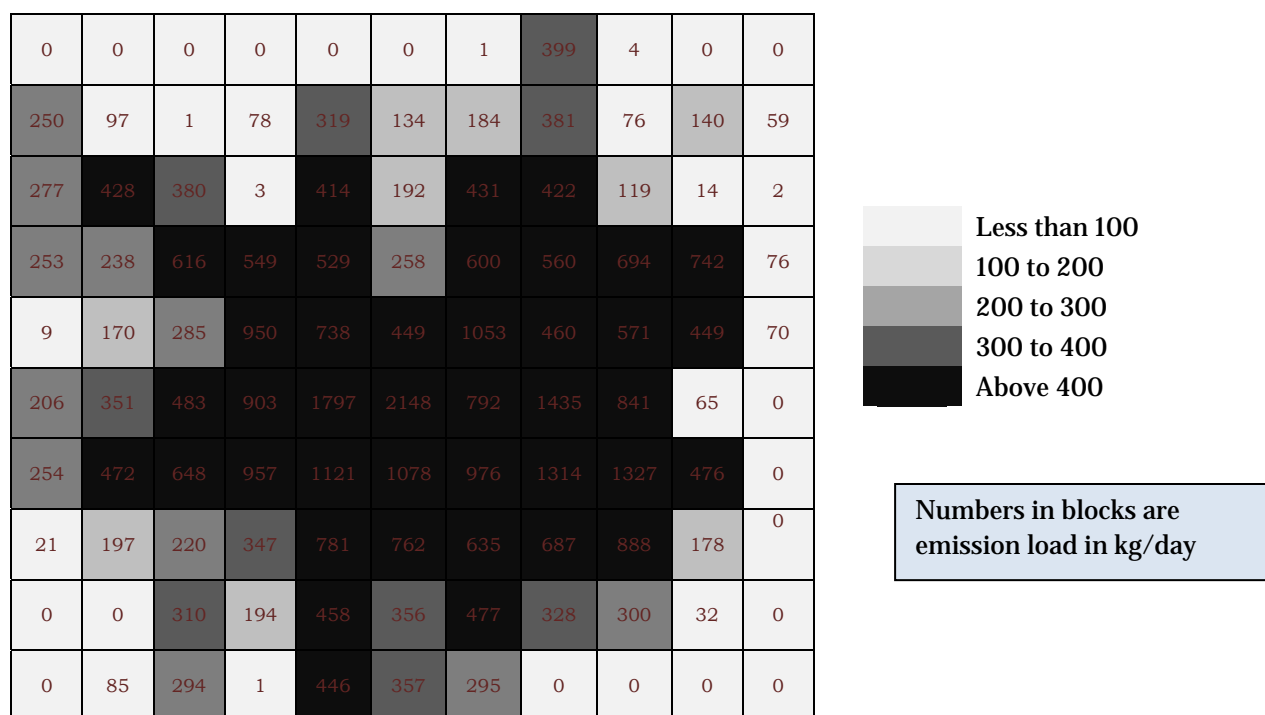 0 0 0 0 0 0 1 399 4 0 0
250 97 1 78 319 134 184 381 76 140 59
277 428 380 3 414 192 431 422 119 14 2
253 238 616 549 529 258 600 560 694 742 76
9 170 285 950 738 449 1053 460 571 449 70
206 351 483 903 1797 2148 792 1435 841 65 0
254 472 648 957 1121 1078 976 1314 1327 476 0
21 197 220 347 781 762 635 687 888 178 0
0 0 310 194 458 356 477 328 300 32 0
0 85 294 1 446 357 295 0 0 0 0
Less than 100
100 to 200
200 to 300
300 to 400
Above 400
Numbers in blocks are
emission load in kg/day